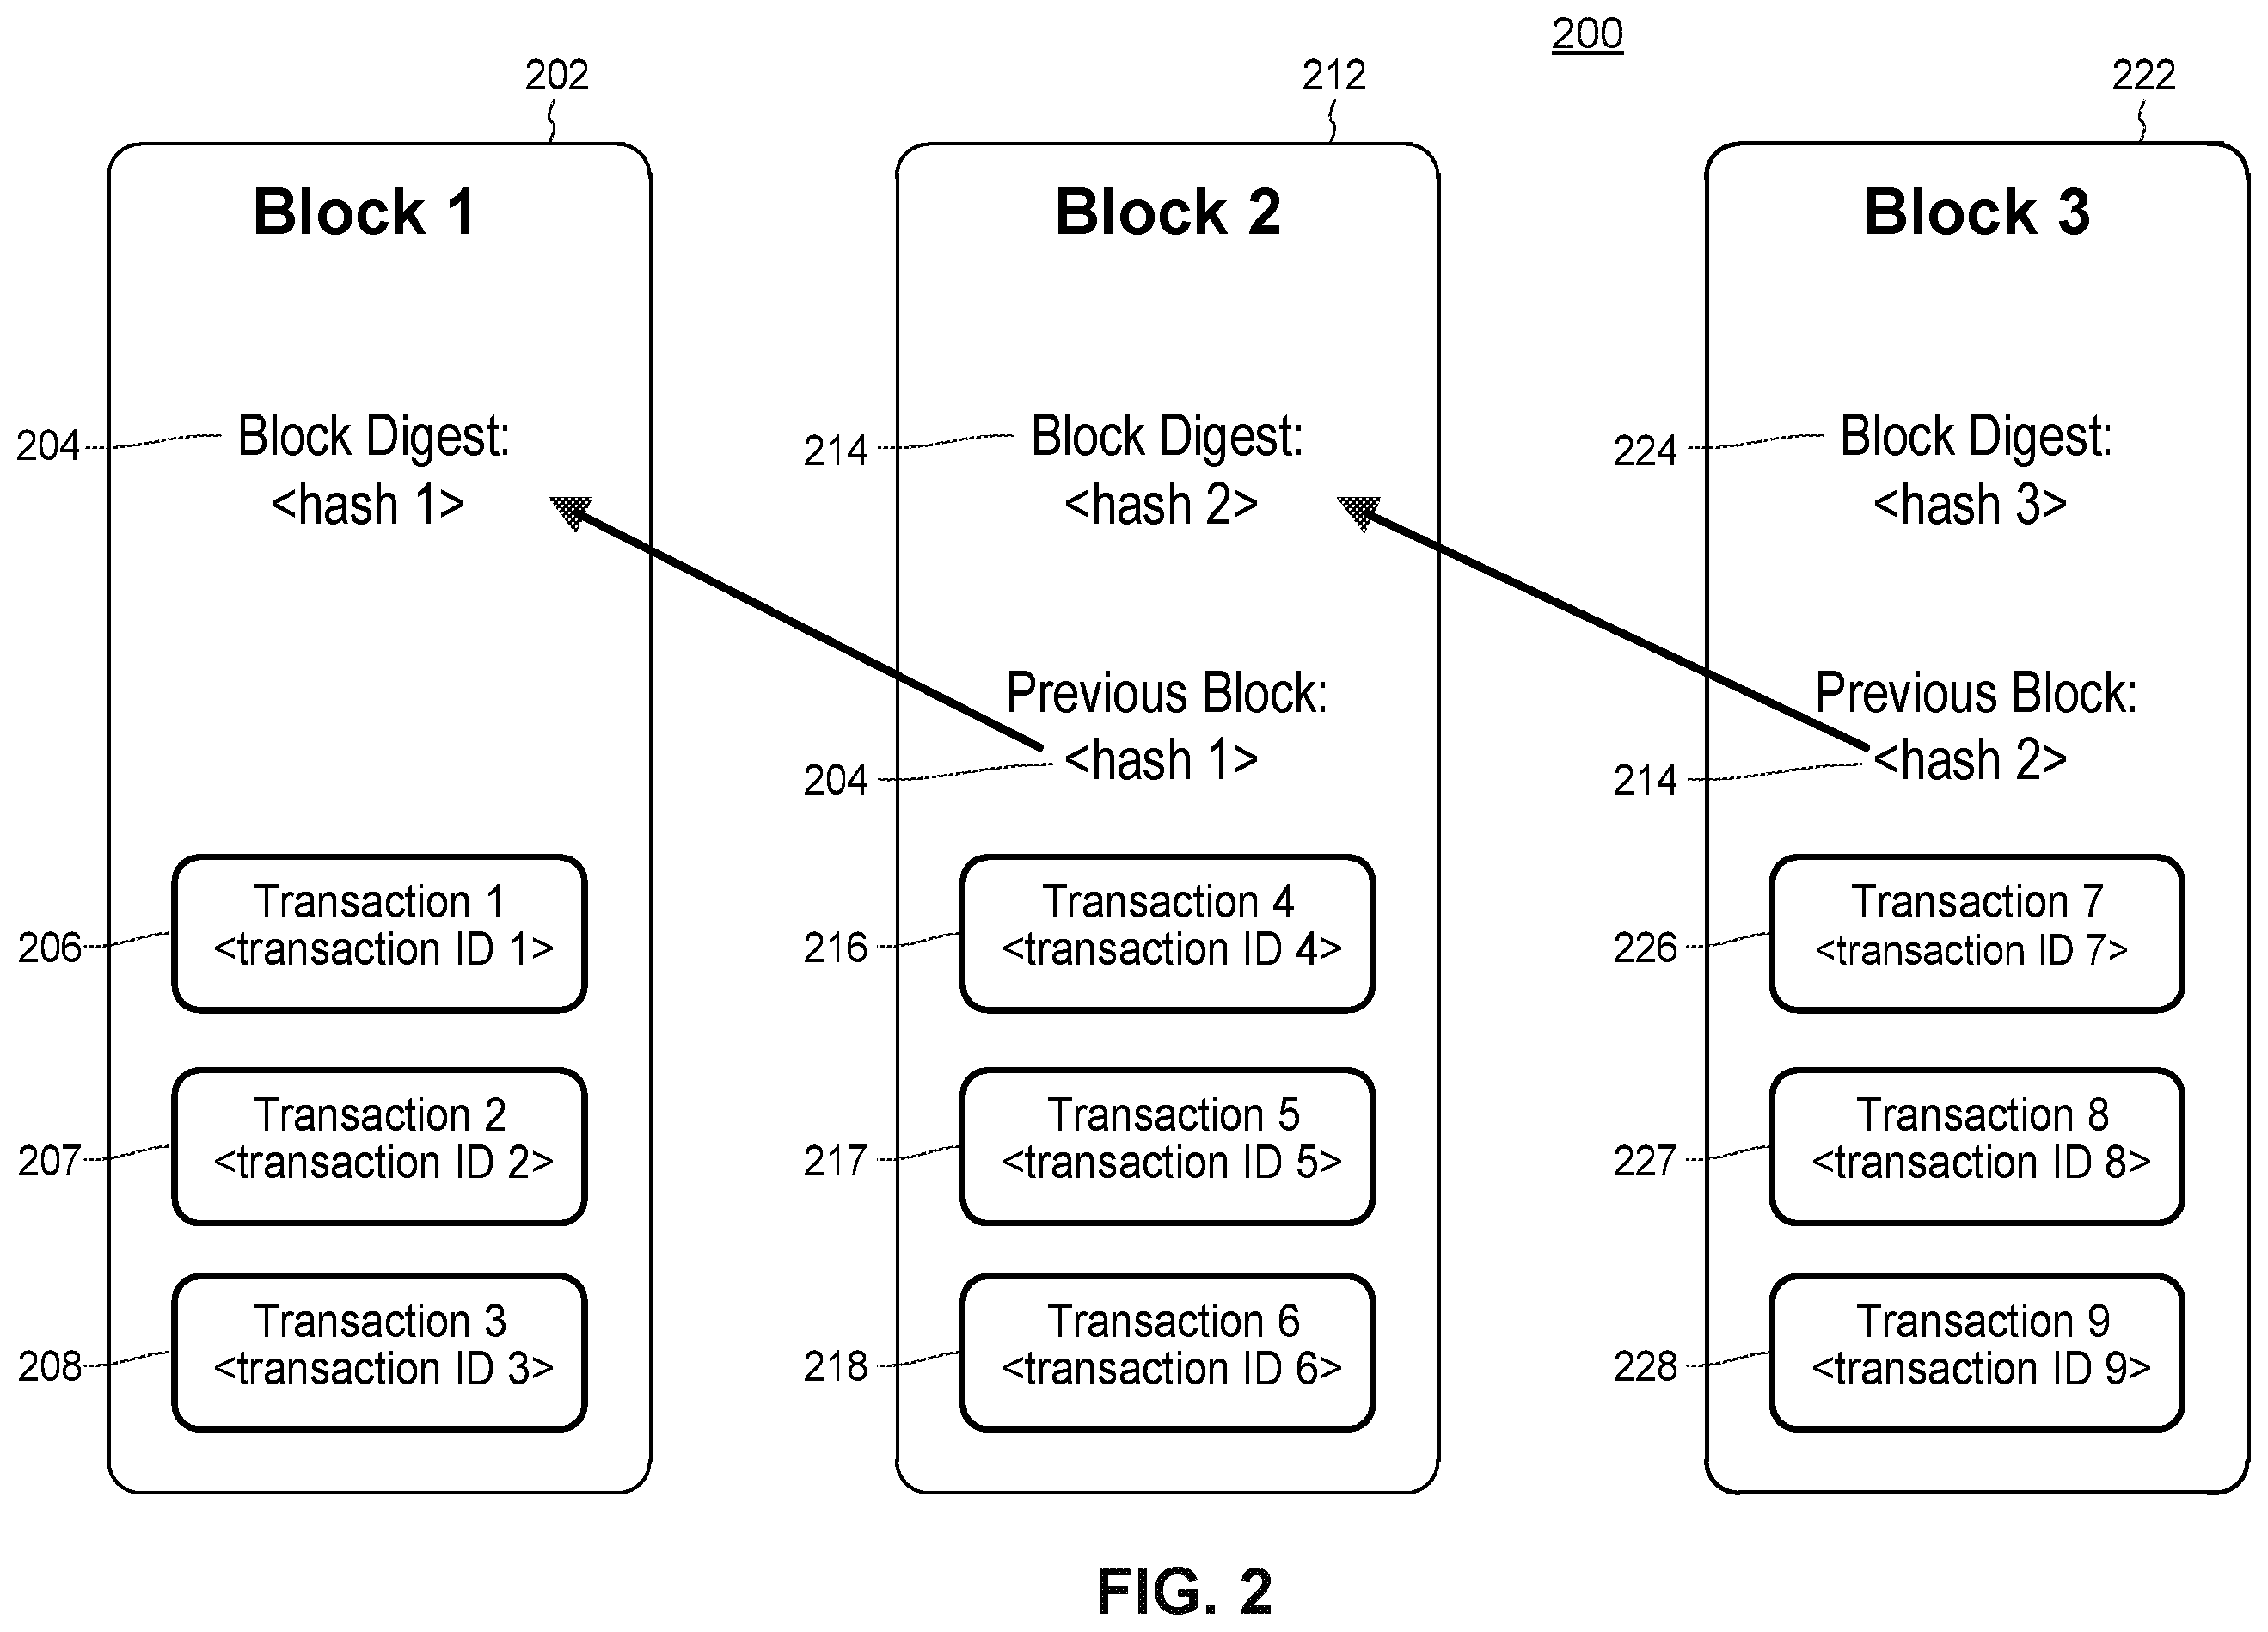 200
202
Block 1
204
Block Digest:
<hash 1>
206
Transaction 1
<transaction ID 1>
207
Transaction 2
<transaction ID 2>
208
Transaction 3
<transaction ID 3>
212
Block 2
214
Block Digest:
<hash 2>
Previous Block:
<hash 1>
204
216
Transaction 4
<transaction ID 4>
217
Transaction 5
<transaction ID 5>
218
Transaction 6
<transaction ID 6>
222
Block 3
224
Block Digest:
<hash 3>
Previous Block:
<hash 2>
214
226
Transaction 7
<transaction ID 7>
227
Transaction 8
<transaction ID 8>
228
Transaction 9
<transaction ID 9>
FIG. 2